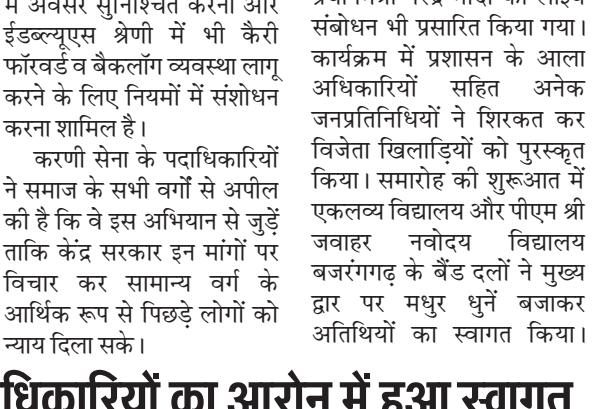 में अवसर सुनिश्चित करना और
ईडब्ल्यूएस श्रेणी में भी कैरी
फॉरवर्ड व बैकलॉग व्यवस्था लागू
करने के लिए नियमों में संशोधन
करना शामिल है।
करणी सेना के पदाधिकारियों
ने समाज के सभी वर्गों से अपील
की है कि वे इस अभियान से जुड़ें
ताकि केंद्र सरकार इन मांगों पर
विचार कर सामान्य वर्ग के
आर्थिक रूप से पिछड़े लोगों को
न्याय दिला सके।
संबोधन भी प्रसारित किया गया।
कार्यक्रम में प्रशासन के आला
अधिकारियों सहित अनेक
जनप्रतिनिधियों ने शिरकत कर
विजेता खिलाड़ियों को पुरस्कृत
किया। समारोह की शुरूआत में
एकलव्य विद्यालय और पीएम श्री
जवाहर नवोदय विद्यालय
बजरंगगढ़ के बैंड दलों ने मुख्य
द्वार पर मधुर धुनें बजाकर
अतिथियों का स्वागत किया।
धिकारियों का आरोन में हुआ स्वागत